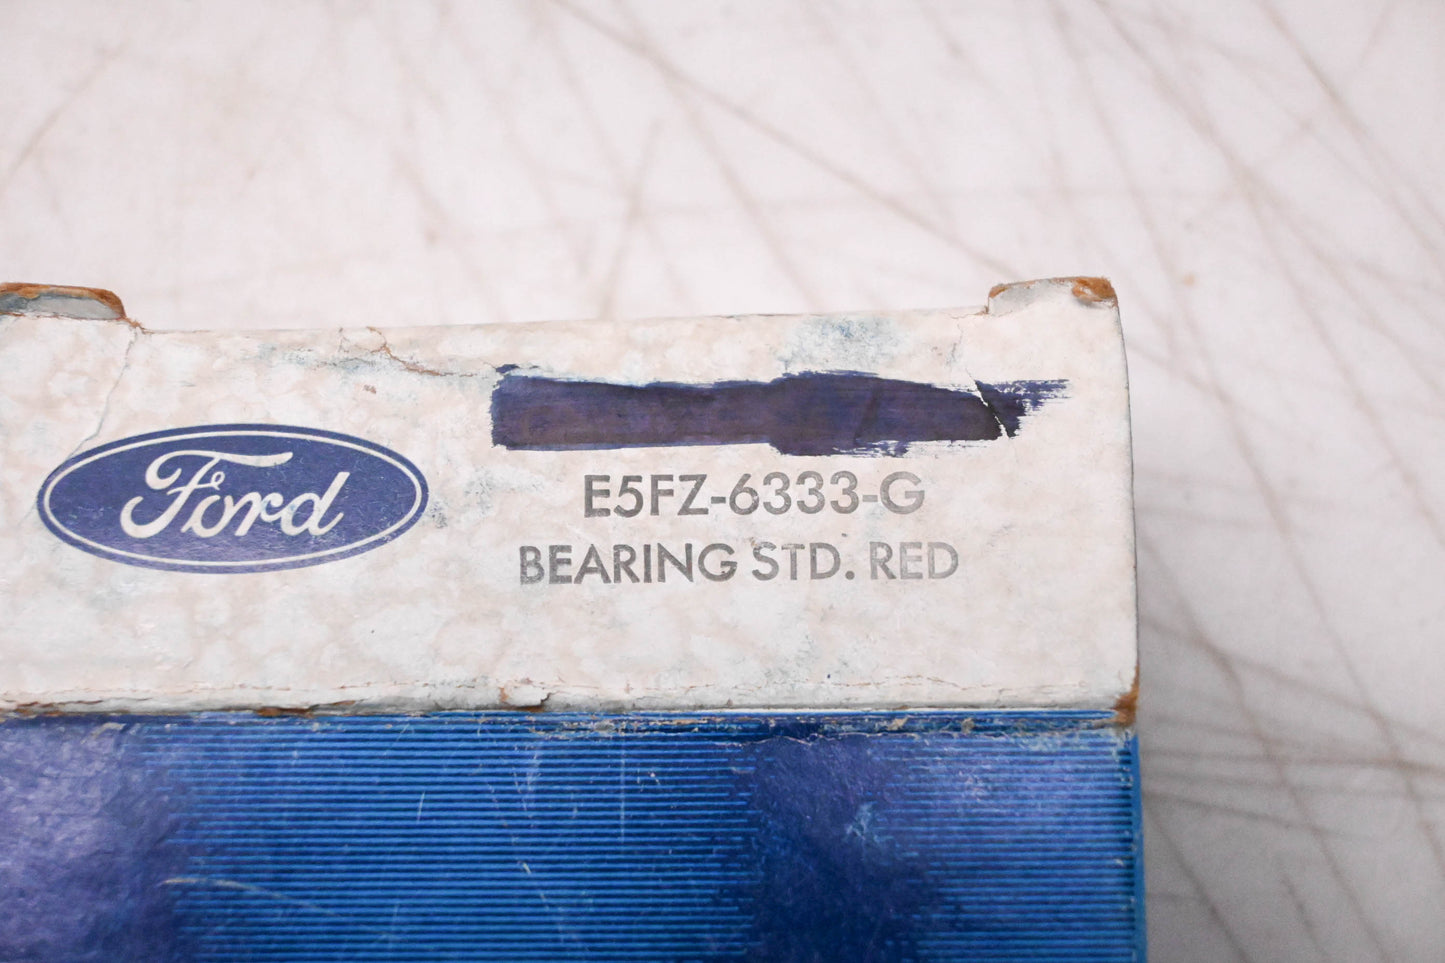 Ford
E5FZ-6333-G
BEARING STD. RED